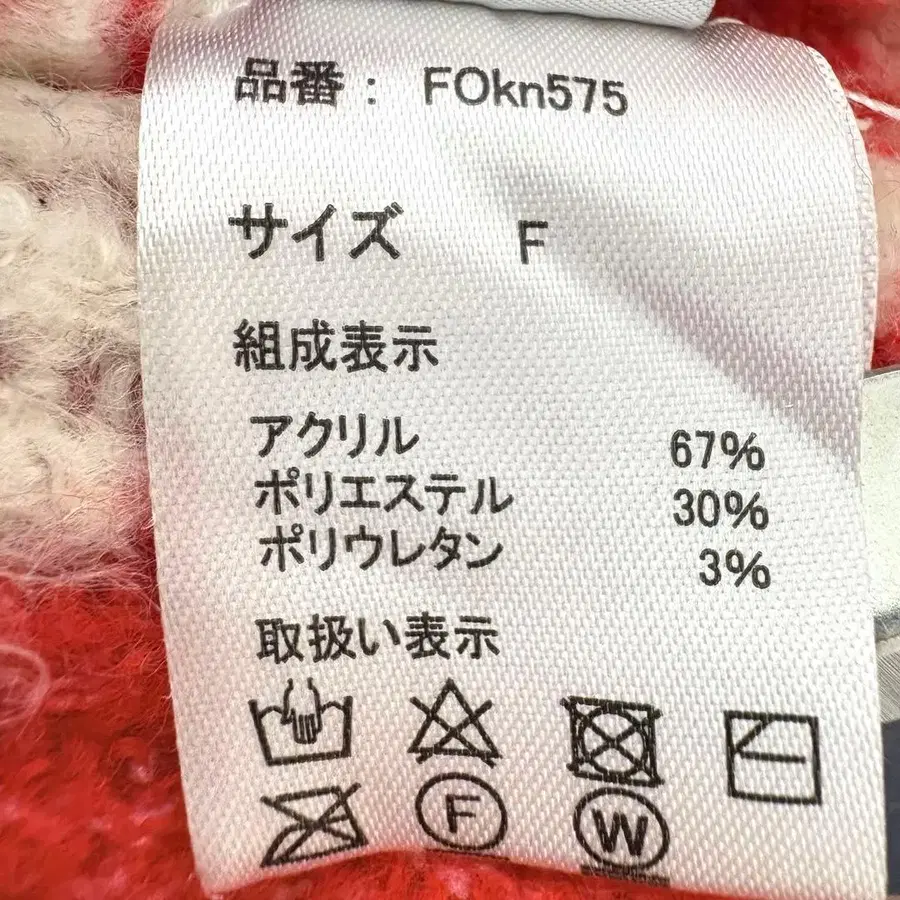 品番： FOkn575
サイズ F
組成表示
アクリル 67%
ポリエステル 30%
ポリウレタン 3%
取扱い表示
F
W